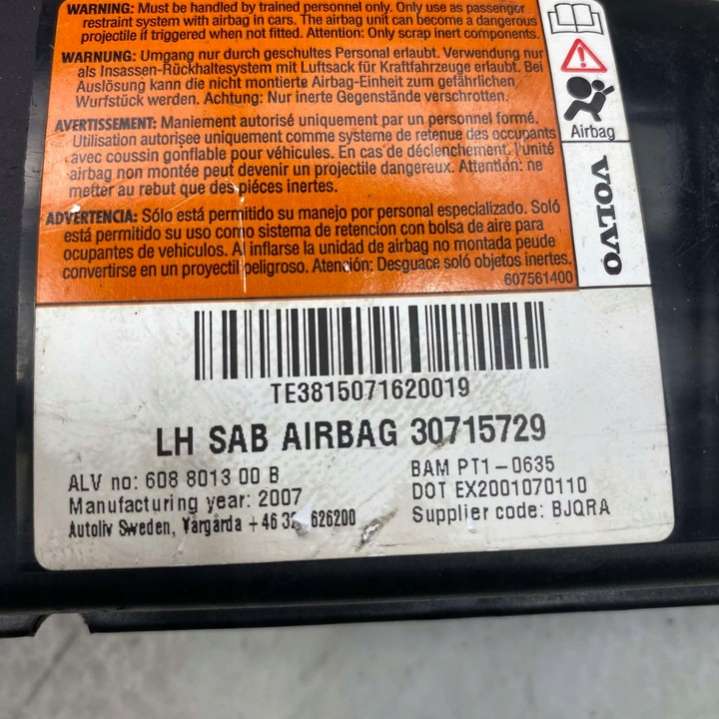 WARNING: Must be handled by trained personnel only. Only use as passenger
restraint system with airbag in cars. The airbag unit can become a dangerous
projectile if triggered when not fitted. Attention: Only scrap inert components.
WARNUNG: Umgang nur durch geschultes Personal erlaubt. Verwendung nur
als Insassen-Rückhaltesystem mit Luftsack für Kraftfahrzeuge erlaubt. Bei
Auslösung kann die nicht montierte Airbag-Einheit zum gefährlichen
Wurfstück werden. Achtung: Nur inerte Gegenstände verschrotten.
AVERTISSEMENT: Maniement autorisé uniquement par un personnel formé.
Utilisation autorisee uniquement comme systeme de retenue des occupants
avec coussin gonflable pour véhicules. En cas de déclenchement, l'unité
airbag non montée peut devenir un projectile dangereux. Attention: ne
metter au rebut que des piéces inertes.
ADVERTENCIA: Sólo está permitido su manejo por personal especializado. Soló
está permitido su uso como sistema de retencion con bolsa de aire para
ocupantes de vehiculos. Al inflarse la unidad de airbag no montada peude
convertirse en un proyectil peligroso. Atención: Desguace soló objetos inertes.
607561400
Airbag
VOLVO
TE3815071620019
LH SAB AIRBAG 30715729
ALV no: 608 8013 00 B
Manufacturing year: 2007
Autoliv Sweden, Vårgårda +46 32 626200
BAM PT1-0635
DOT EX2001070110
Supplier code: BJQRA